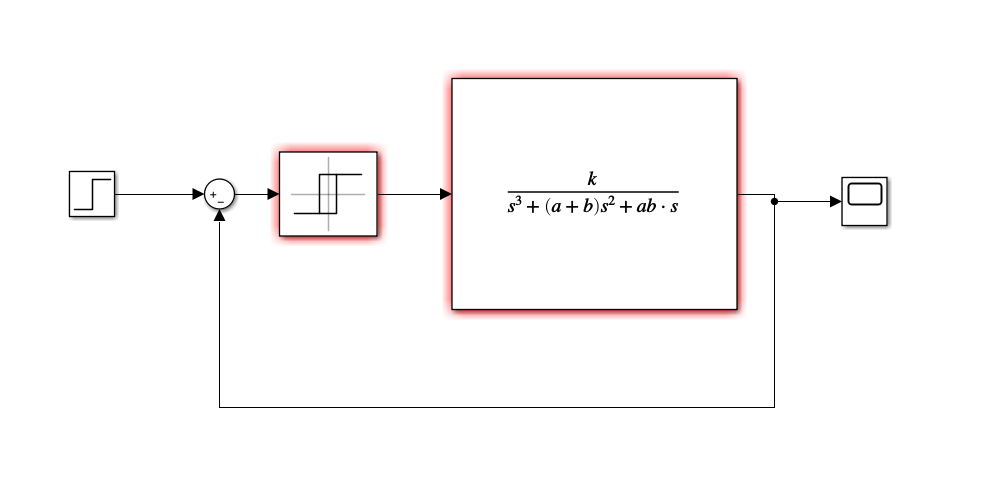 +
−
k
s³ + (a + b)s² + ab · s